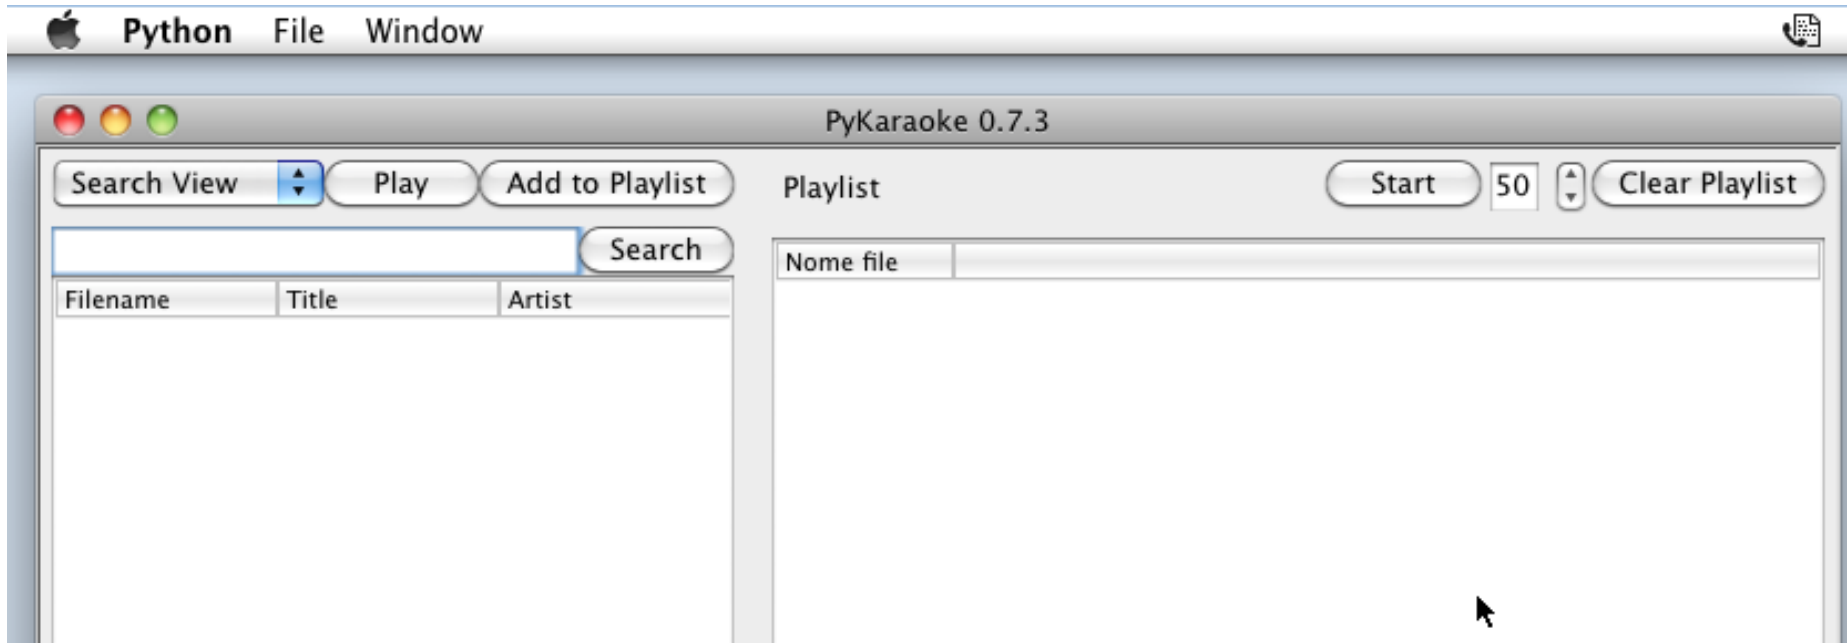 Python File Window
PyKaraoke 0.7.3
Search View Play Add to Playlist
Search
Filename Title Artist
Playlist Start 50 Clear Playlist
Nome file